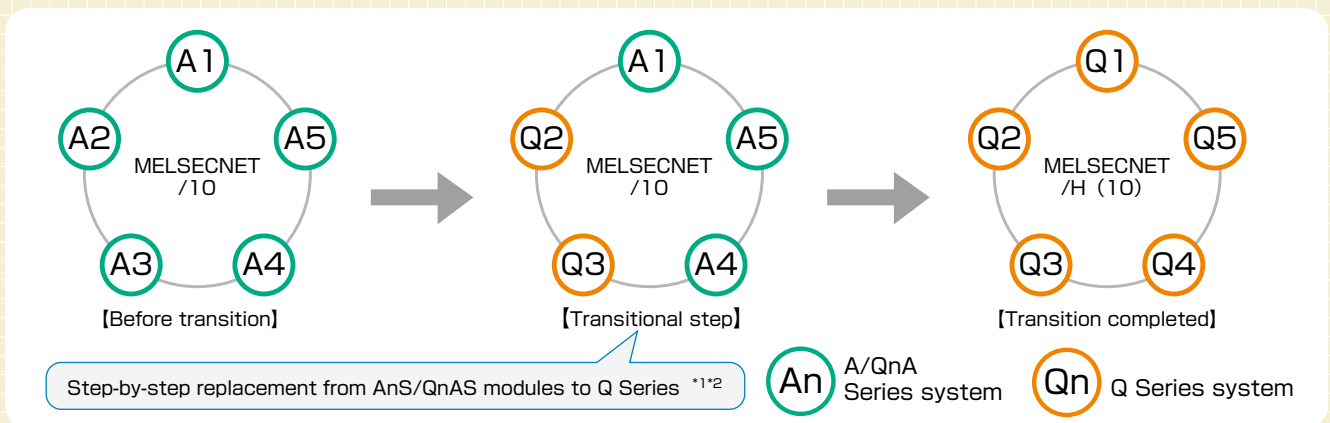 A1
A2
A5
MELSECNET
/10
A3
A4
【Before transition】
A1
Q2
A5
MELSECNET
/10
Q3
A4
【Transitional step】
Q1
Q2
Q5
MELSECNET
/H（10）
Q3
Q4
【Transition completed】
Step-by-step replacement from AnS/QnAS modules to Q Series *1*2
An
A/QnA
Series system
Qn
Q Series system